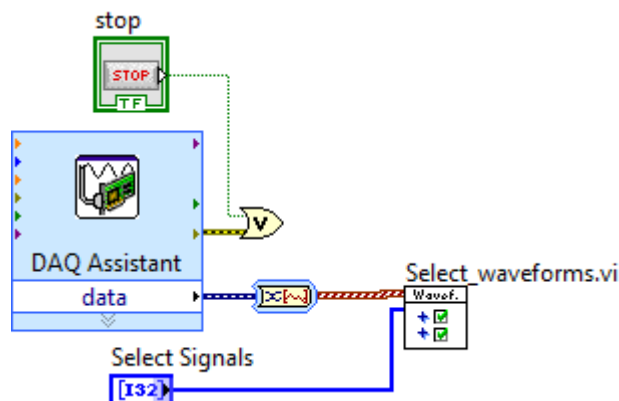 stop
STOP
TF
V
DAQ Assistant
data
Select_waveforms.vi
Wavef.
Select Signals
[I32]